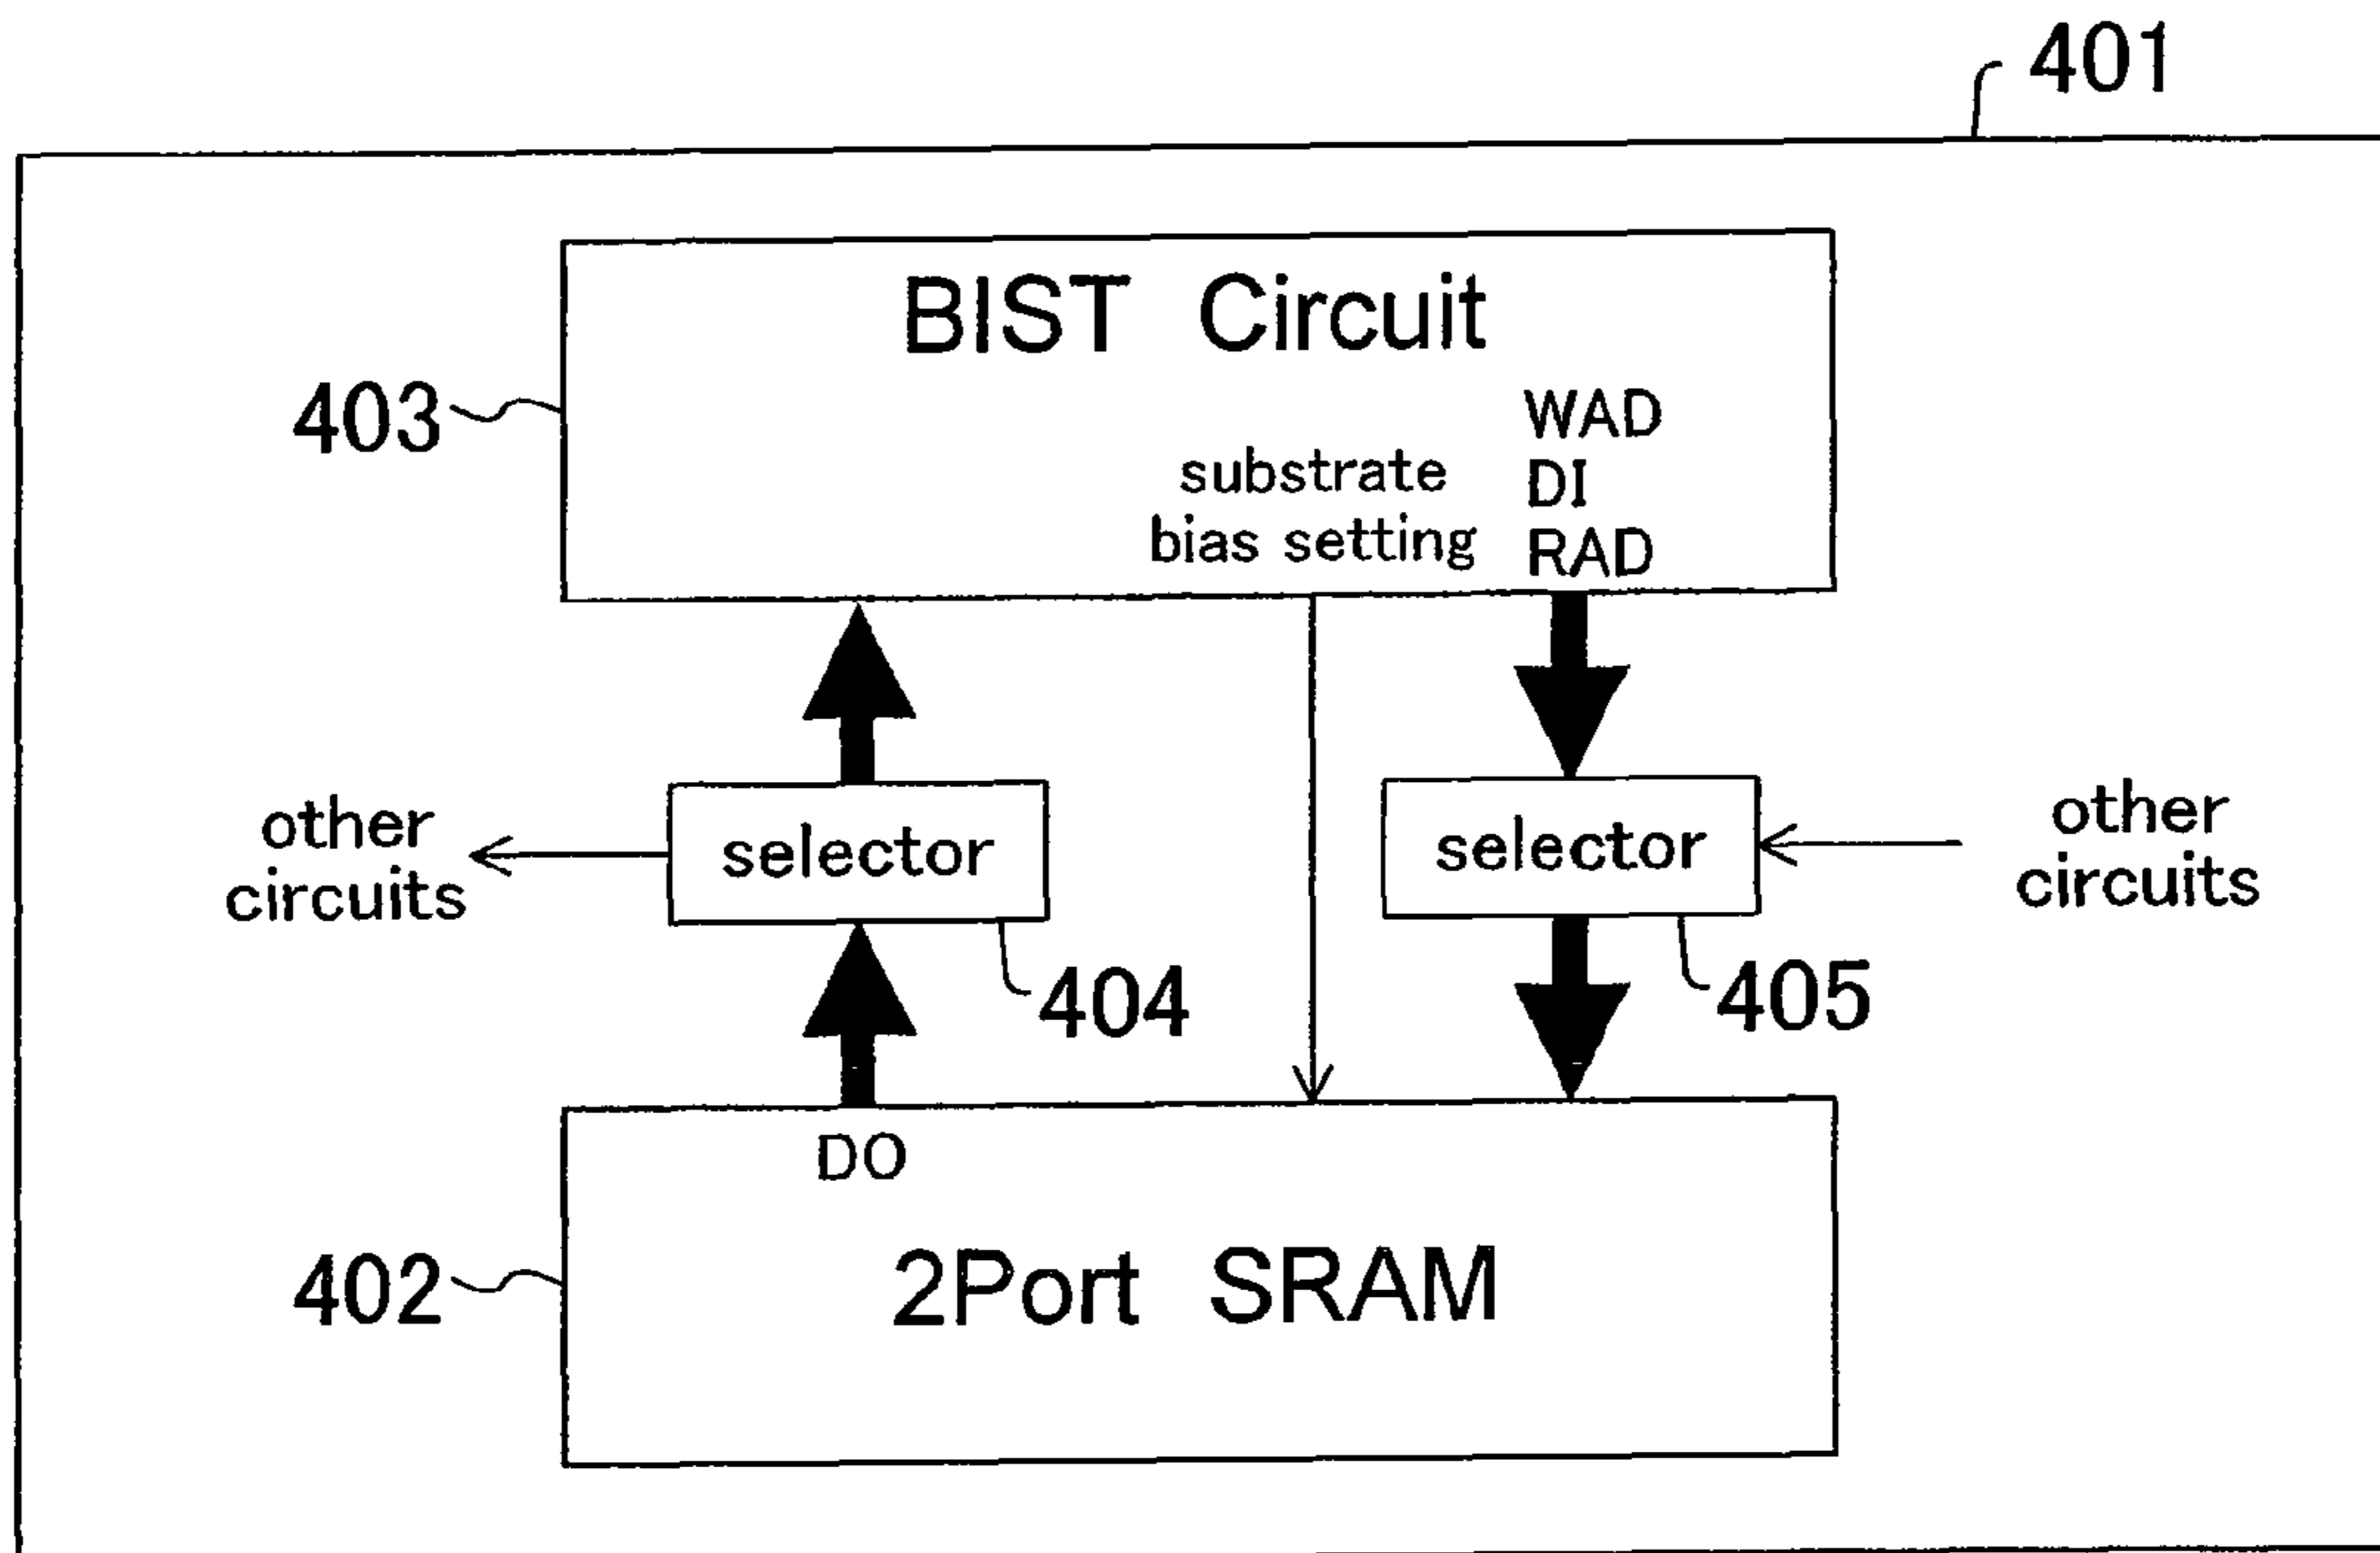 401
BIST Circuit
403
WAD
substrate
DI
bias setting
RAD
other
circuits
selector
selector
other
circuits
404
405
DO
402
2Port SRAM